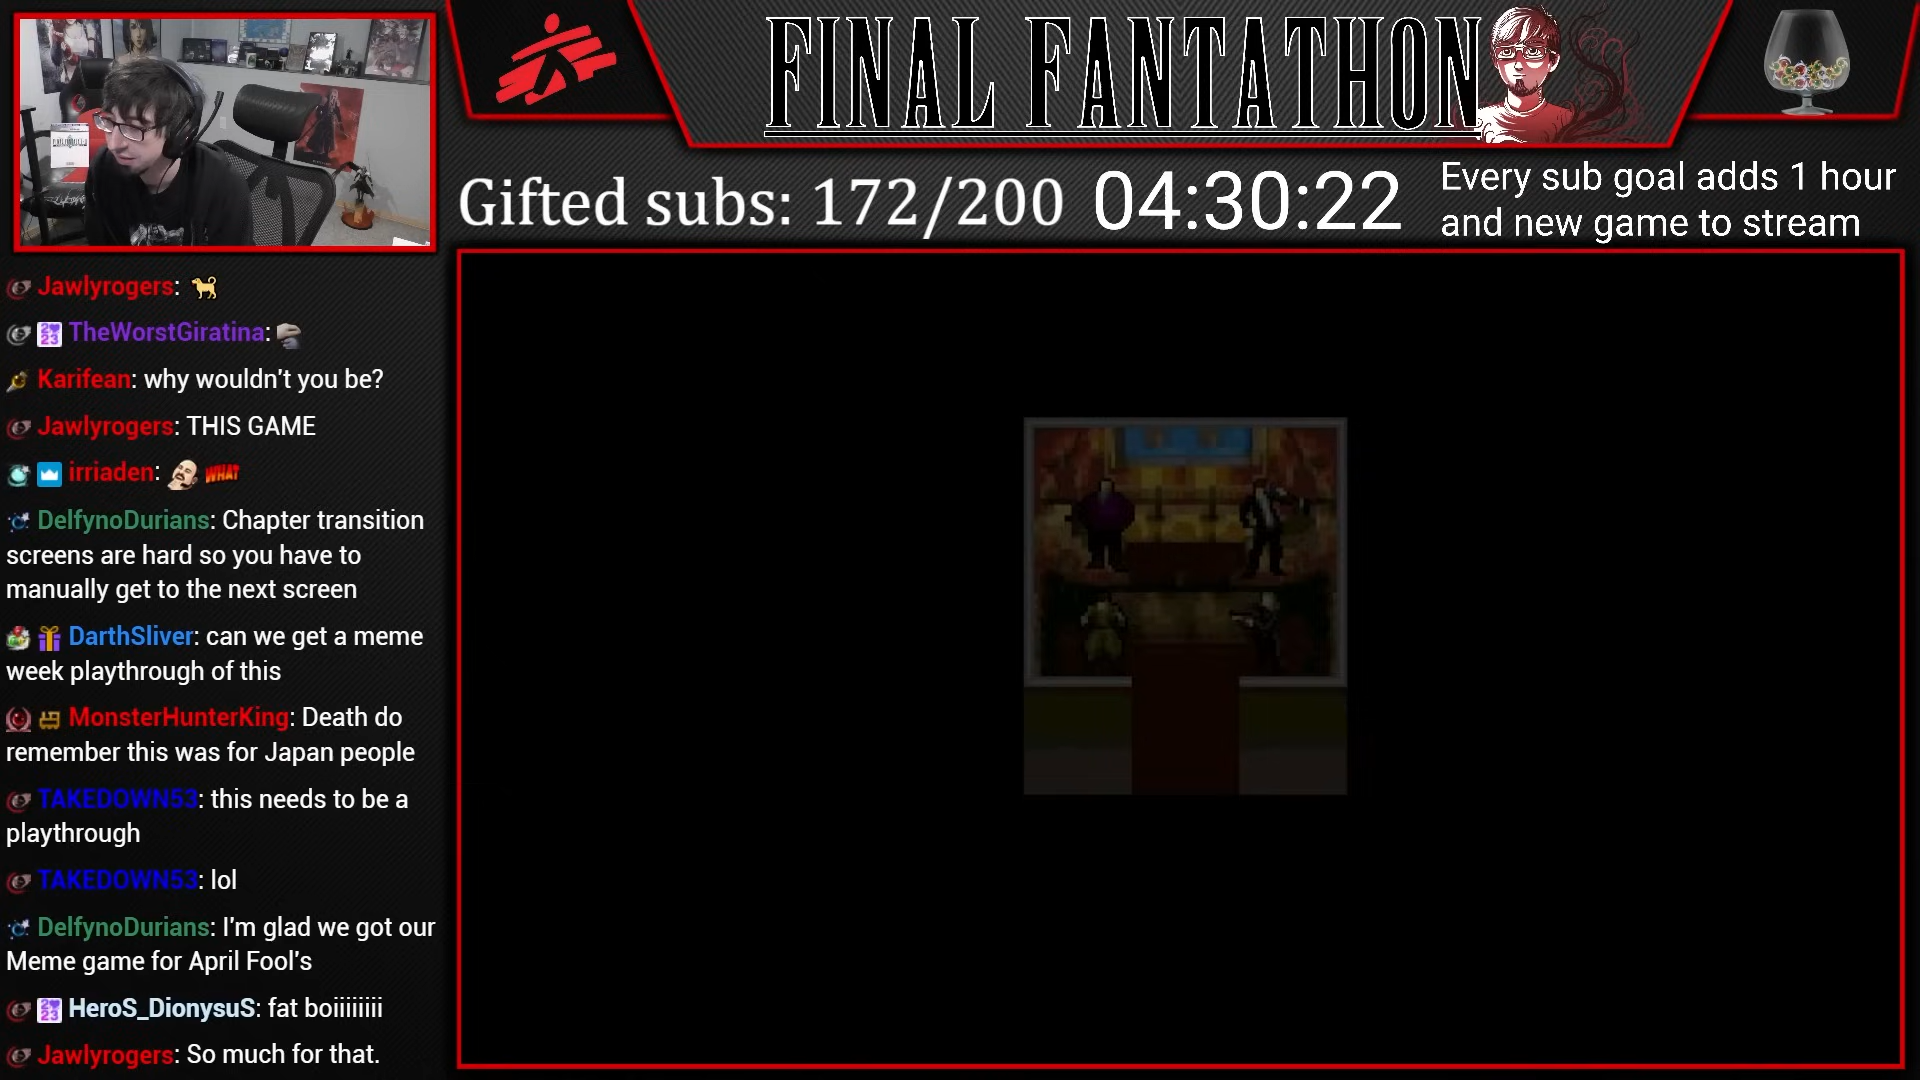 FINAL FANTATHON
Gifted subs: 172/200
04:30:22
Every sub goal adds 1 hour
and new game to stream
Jawlyrogers:
TheWorstGiratina:
Karifean: why wouldn't you be?
Jawlyrogers: THIS GAME
irriaden: WHAT
DelfynoDurians: Chapter transition
screens are hard so you have to
manually get to the next screen
DarthSliver: can we get a meme
week playthrough of this
MonsterHunterKing: Death do
remember this was for Japan people
TAKEDOWN53: this needs to be a
playthrough
TAKEDOWN53: lol
DelfynoDurians: I'm glad we got our
Meme game for April Fool's
HeroS_DionysuS: fat boiiiiiiii
Jawlyrogers: So much for that.